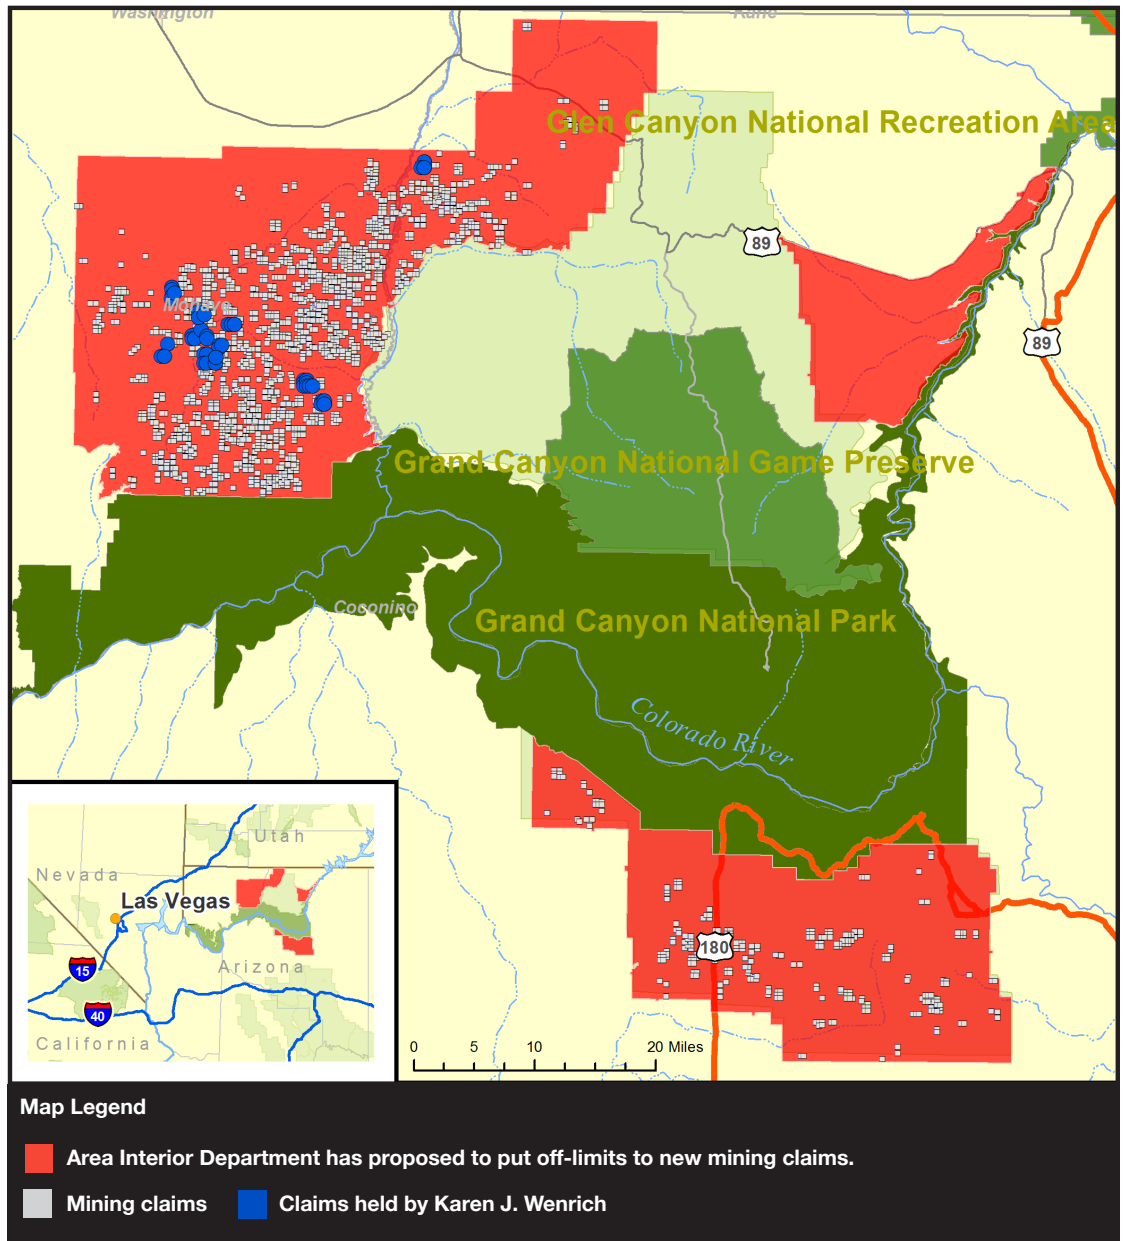 Washington
Kane
Glen Canyon National Recreation Area
89
Mohave
89
Grand Canyon National Game Preserve
Coconino
Grand Canyon National Park
Colorado River
180
Utah
Nevada
Las Vegas
Arizona
15
40
California
0 5 10 20 Miles
Map Legend
Area Interior Department has proposed to put off-limits to new mining claims.
Mining claims
Claims held by Karen J. Wenrich